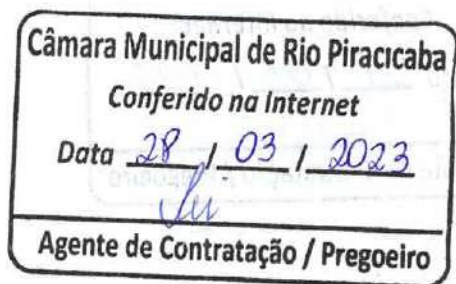 Câmara Municipal de Rio Piracicaba
Conferido na Internet
Data 28 / 03 / 2023
Agente de Contratação / Pregoeiro